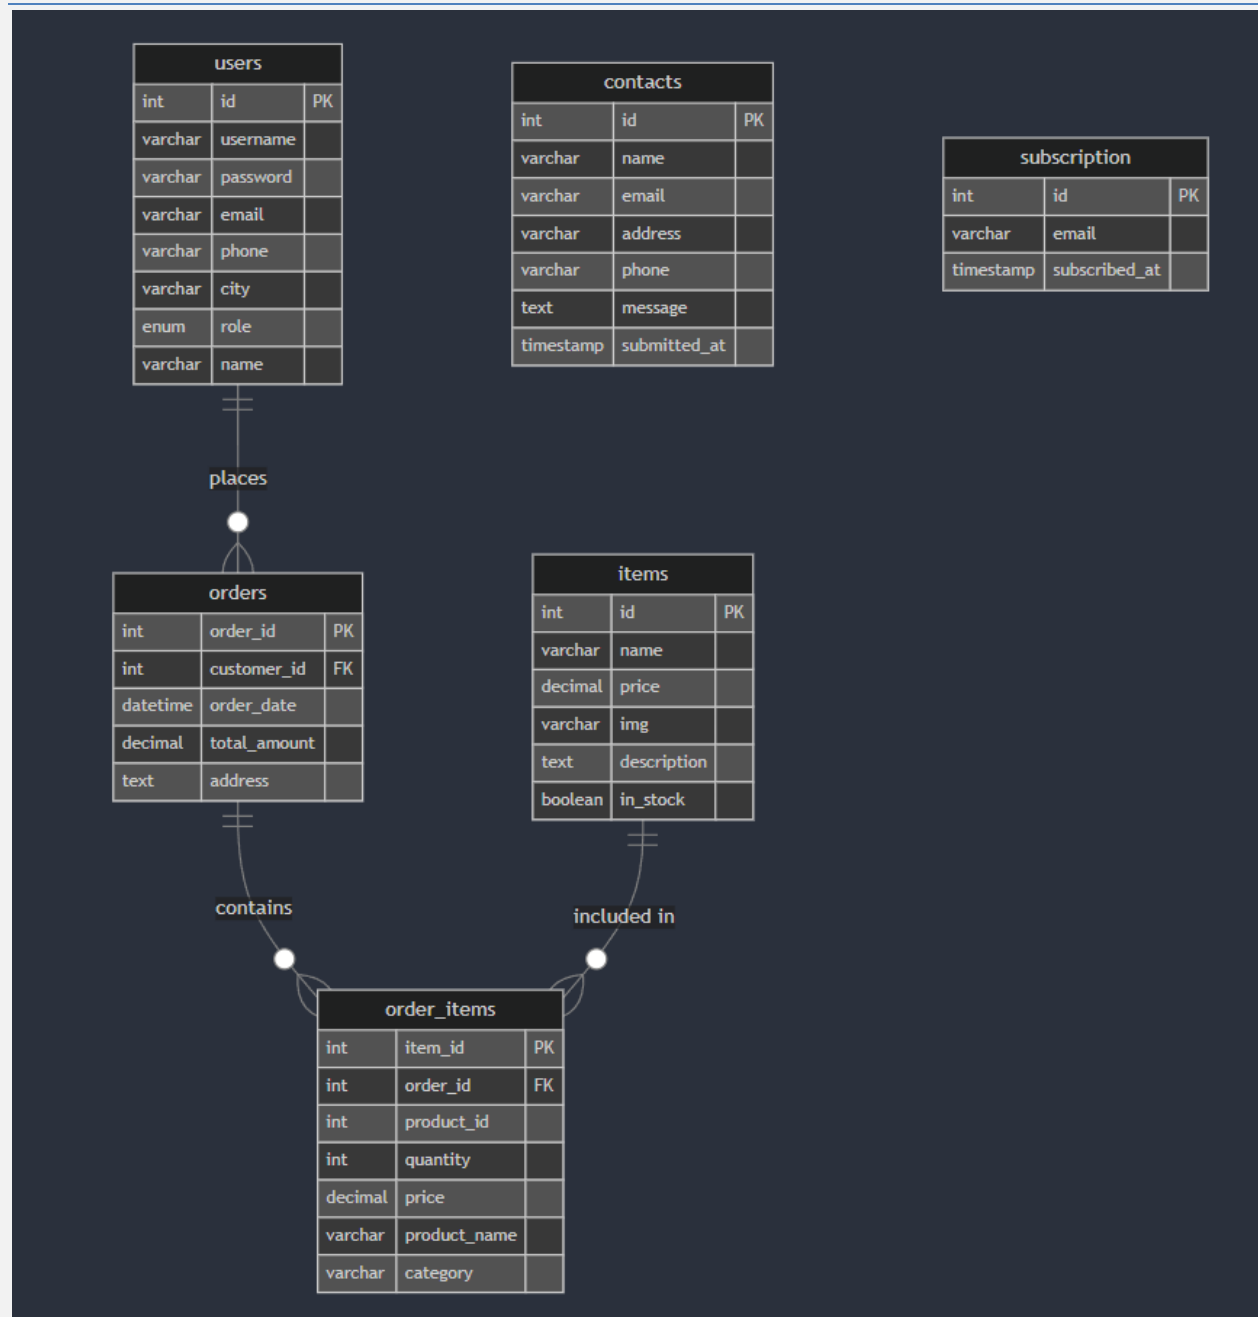 users
int id PK
varchar username
varchar password
varchar email
varchar phone
varchar city
enum role
varchar name
contacts
int id PK
varchar name
varchar email
varchar address
varchar phone
text message
timestamp submitted_at
subscription
int id PK
varchar email
timestamp subscribed_at
places
orders
int order_id PK
int customer_id FK
datetime order_date
decimal total_amount
text address
items
int id PK
varchar name
decimal price
varchar img
text description
boolean in_stock
contains
included in
order_items
int item_id PK
int order_id FK
int product_id
int quantity
decimal price
varchar product_name
varchar category